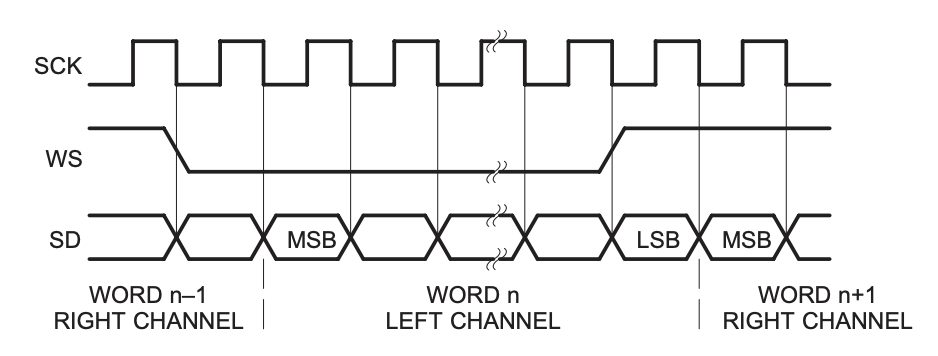 SCK
WS
SD
MSB
LSB
MSB
WORD n–1
RIGHT CHANNEL
WORD n
LEFT CHANNEL
WORD n+1
RIGHT CHANNEL